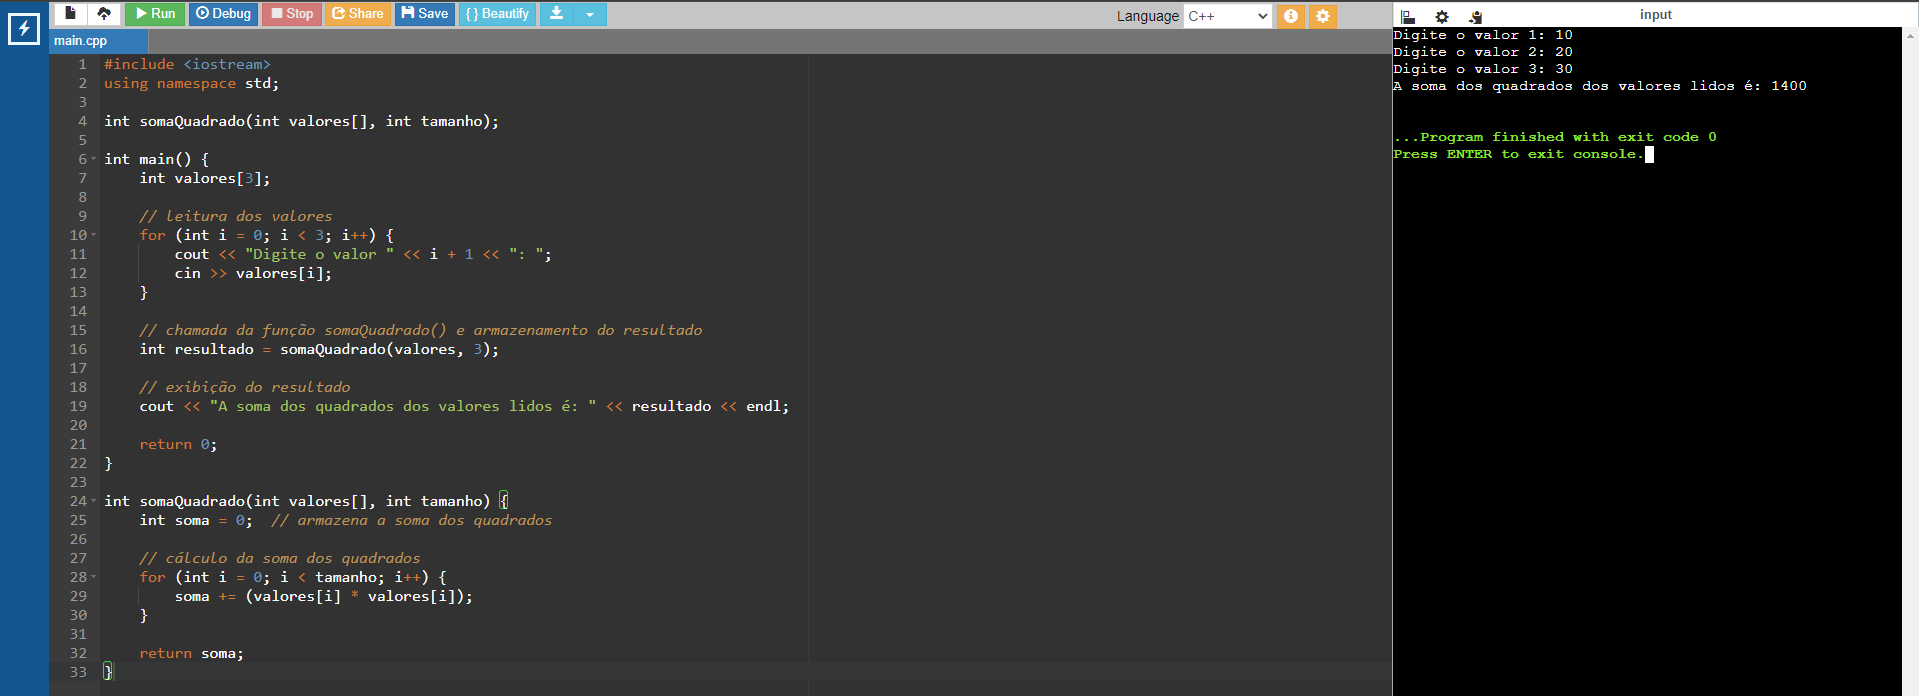 Run Debug Stop Share Save { } Beautify Language C++
main.cpp
1 #include <iostream>
2 using namespace std;
3
4 int somaQuadrado(int valores[], int tamanho);
5
6 int main() {
7     int valores[3];
8
9     // leitura dos valores
10     for (int i = 0; i < 3; i++) {
11         cout << "Digite o valor " << i + 1 << ": ";
12         cin >> valores[i];
13     }
14
15     // chamada da função somaQuadrado() e armazenamento do resultado
16     int resultado = somaQuadrado(valores, 3);
17
18     // exibição do resultado
19     cout << "A soma dos quadrados dos valores lidos é: " << resultado << endl;
20
21     return 0;
22 }
23
24 int somaQuadrado(int valores[], int tamanho) {
25     int soma = 0;  // armazena a soma dos quadrados
26
27     // cálculo da soma dos quadrados
28     for (int i = 0; i < tamanho; i++) {
29         soma += (valores[i] * valores[i]);
30     }
31
32     return soma;
33 }
input
Digite o valor 1: 10
Digite o valor 2: 20
Digite o valor 3: 30
A soma dos quadrados dos valores lidos é: 1400
...Program finished with exit code 0
Press ENTER to exit console.